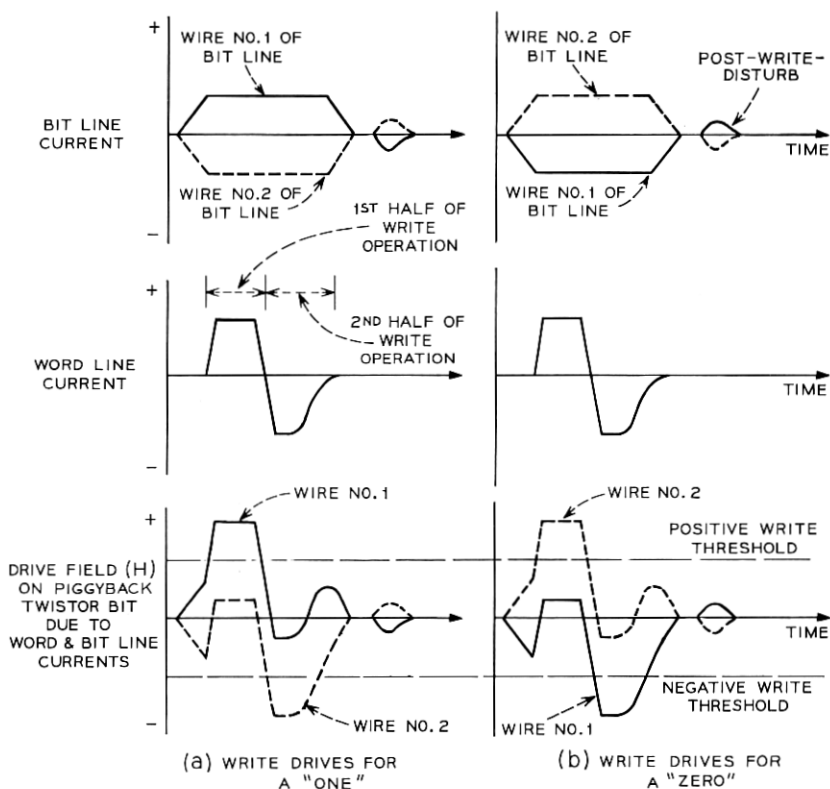 +
WIRE NO.1 OF
BIT LINE
BIT LINE
CURRENT
WIRE NO.2 OF
BIT LINE
−
WIRE NO.2 OF
BIT LINE
POST-WRITE-
DISTURB
TIME
WIRE NO.1 OF
BIT LINE
1ST HALF OF
WRITE
OPERATION
+
2ND HALF OF
WRITE
OPERATION
WORD LINE
CURRENT
−
TIME
WIRE NO.1
+
DRIVE FIELD (H)
ON PIGGYBACK
TWISTOR BIT
DUE TO
WORD & BIT LINE
CURRENTS
−
WIRE NO.2
WIRE NO.2
POSITIVE WRITE
THRESHOLD
TIME
NEGATIVE WRITE
THRESHOLD
WIRE NO.1
(a) WRITE DRIVES FOR
A "ONE"
(b) WRITE DRIVES FOR
A "ZERO"